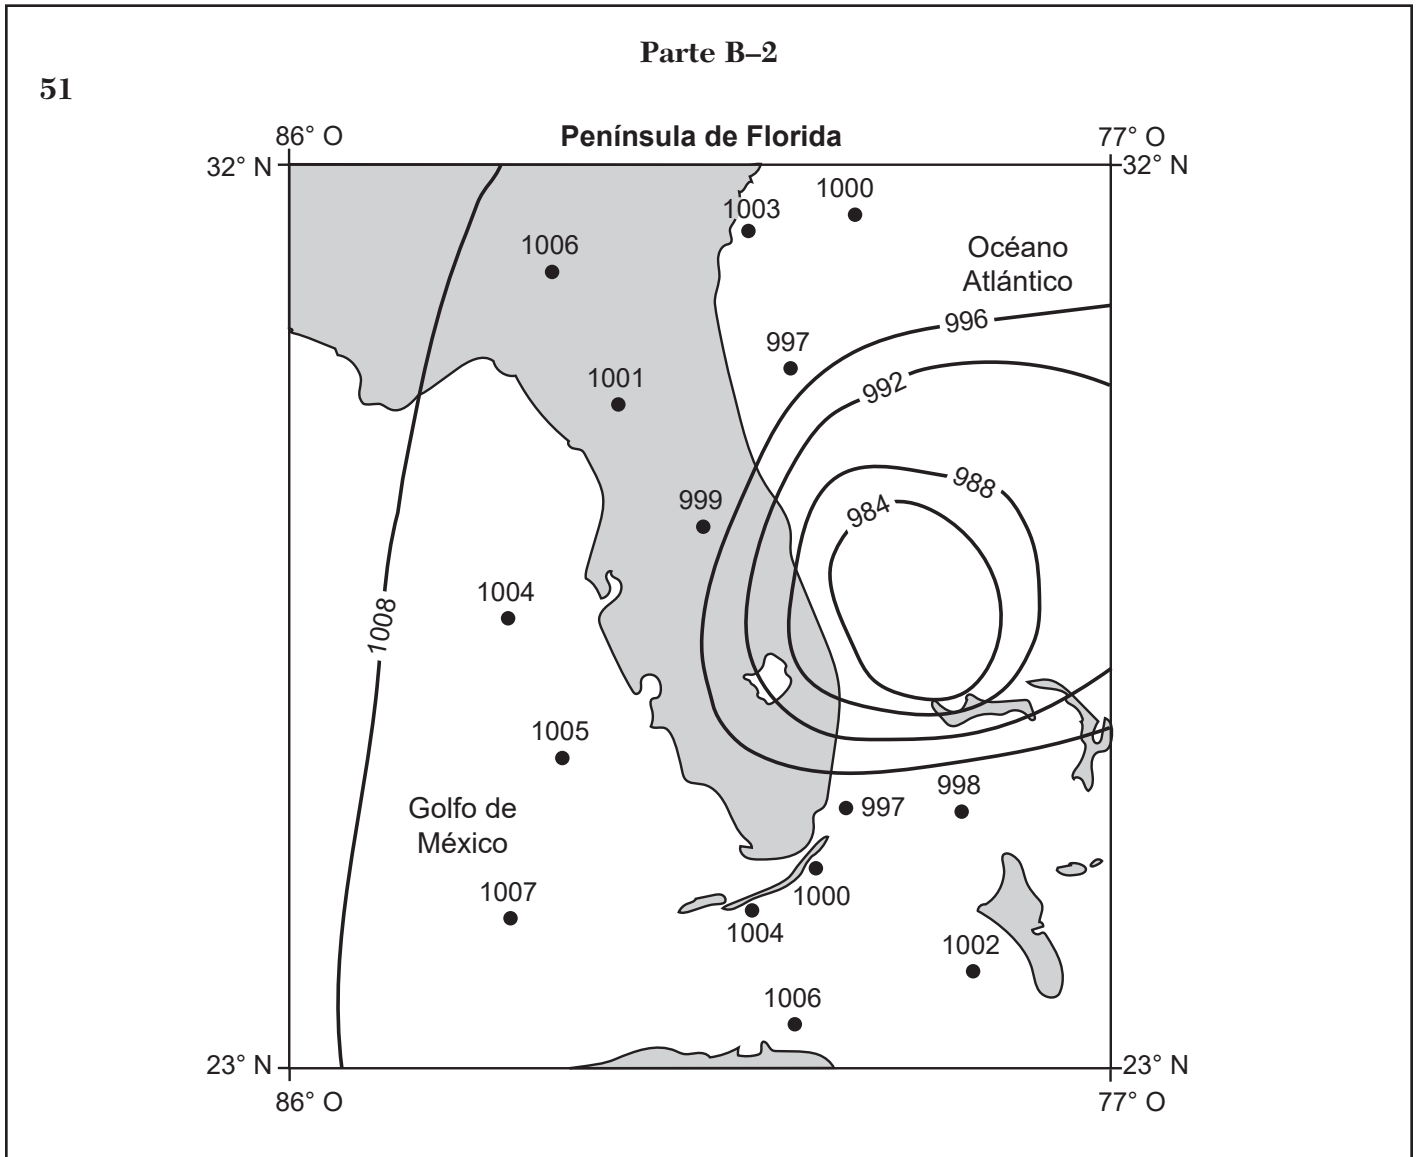 Parte B–2
51
86° O Península de Florida 77° O
32° N 32° N
1000
1003
1006
Océano
Atlántico
996
997
992
1001
988
999
984
1004
1008
1005
998
997
Golfo de
México
1007
1000
1004
1002
1006
23° N 23° N
86° O 77° O